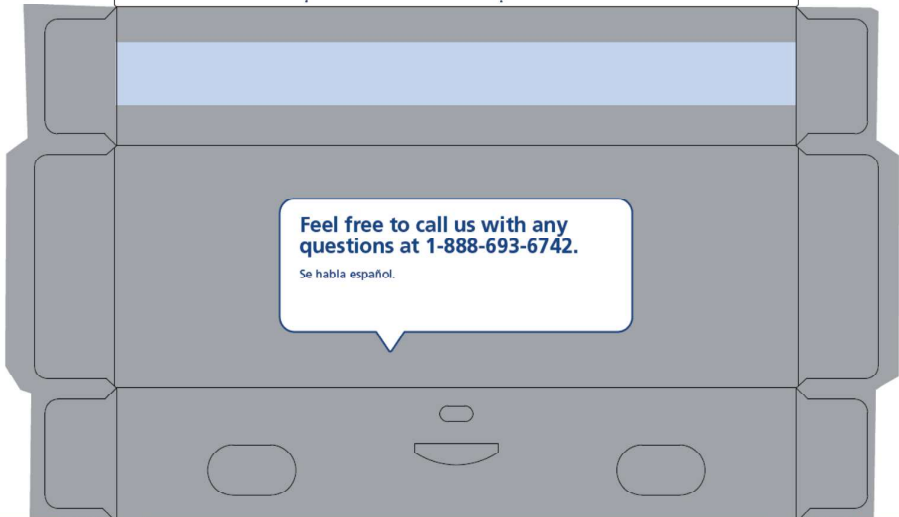 Feel free to call us with any
questions at 1-888-693-6742.
Se habla español.